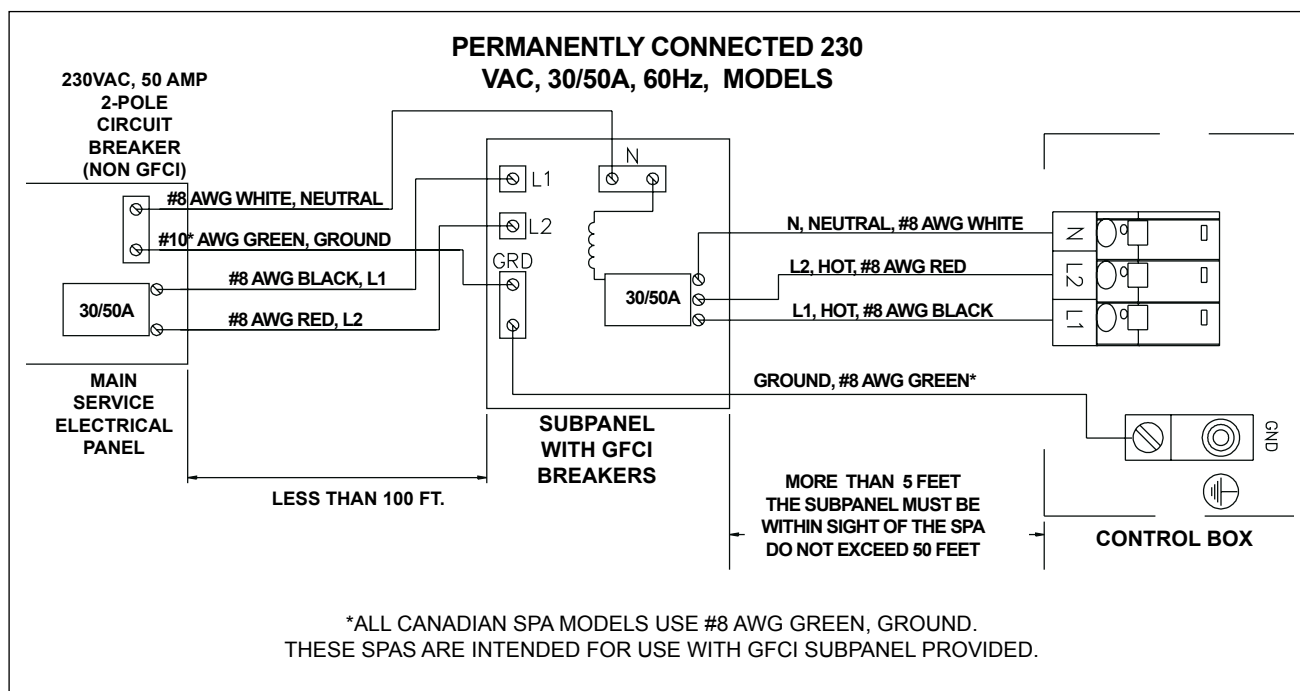 PERMANENTLY CONNECTED 230
VAC, 30/50A, 60Hz, MODELS
230VAC, 50 AMP
2-POLE
CIRCUIT
BREAKER
(NON GFCI)
#8 AWG WHITE, NEUTRAL
#10* AWG GREEN, GROUND
#8 AWG BLACK, L1
#8 AWG RED, L2
30/50A
MAIN
SERVICE
ELECTRICAL
PANEL
LESS THAN 100 FT.
L1
L2
GRD
N
30/50A
SUBPANEL
WITH GFCI
BREAKERS
N, NEUTRAL, #8 AWG WHITE
L2, HOT, #8 AWG RED
L1, HOT, #8 AWG BLACK
GROUND, #8 AWG GREEN*
MORE THAN 5 FEET
THE SUBPANEL MUST BE
WITHIN SIGHT OF THE SPA
DO NOT EXCEED 50 FEET
N
L2
L1
GND
CONTROL BOX
*ALL CANADIAN SPA MODELS USE #8 AWG GREEN, GROUND.
THESE SPAS ARE INTENDED FOR USE WITH GFCI SUBPANEL PROVIDED.